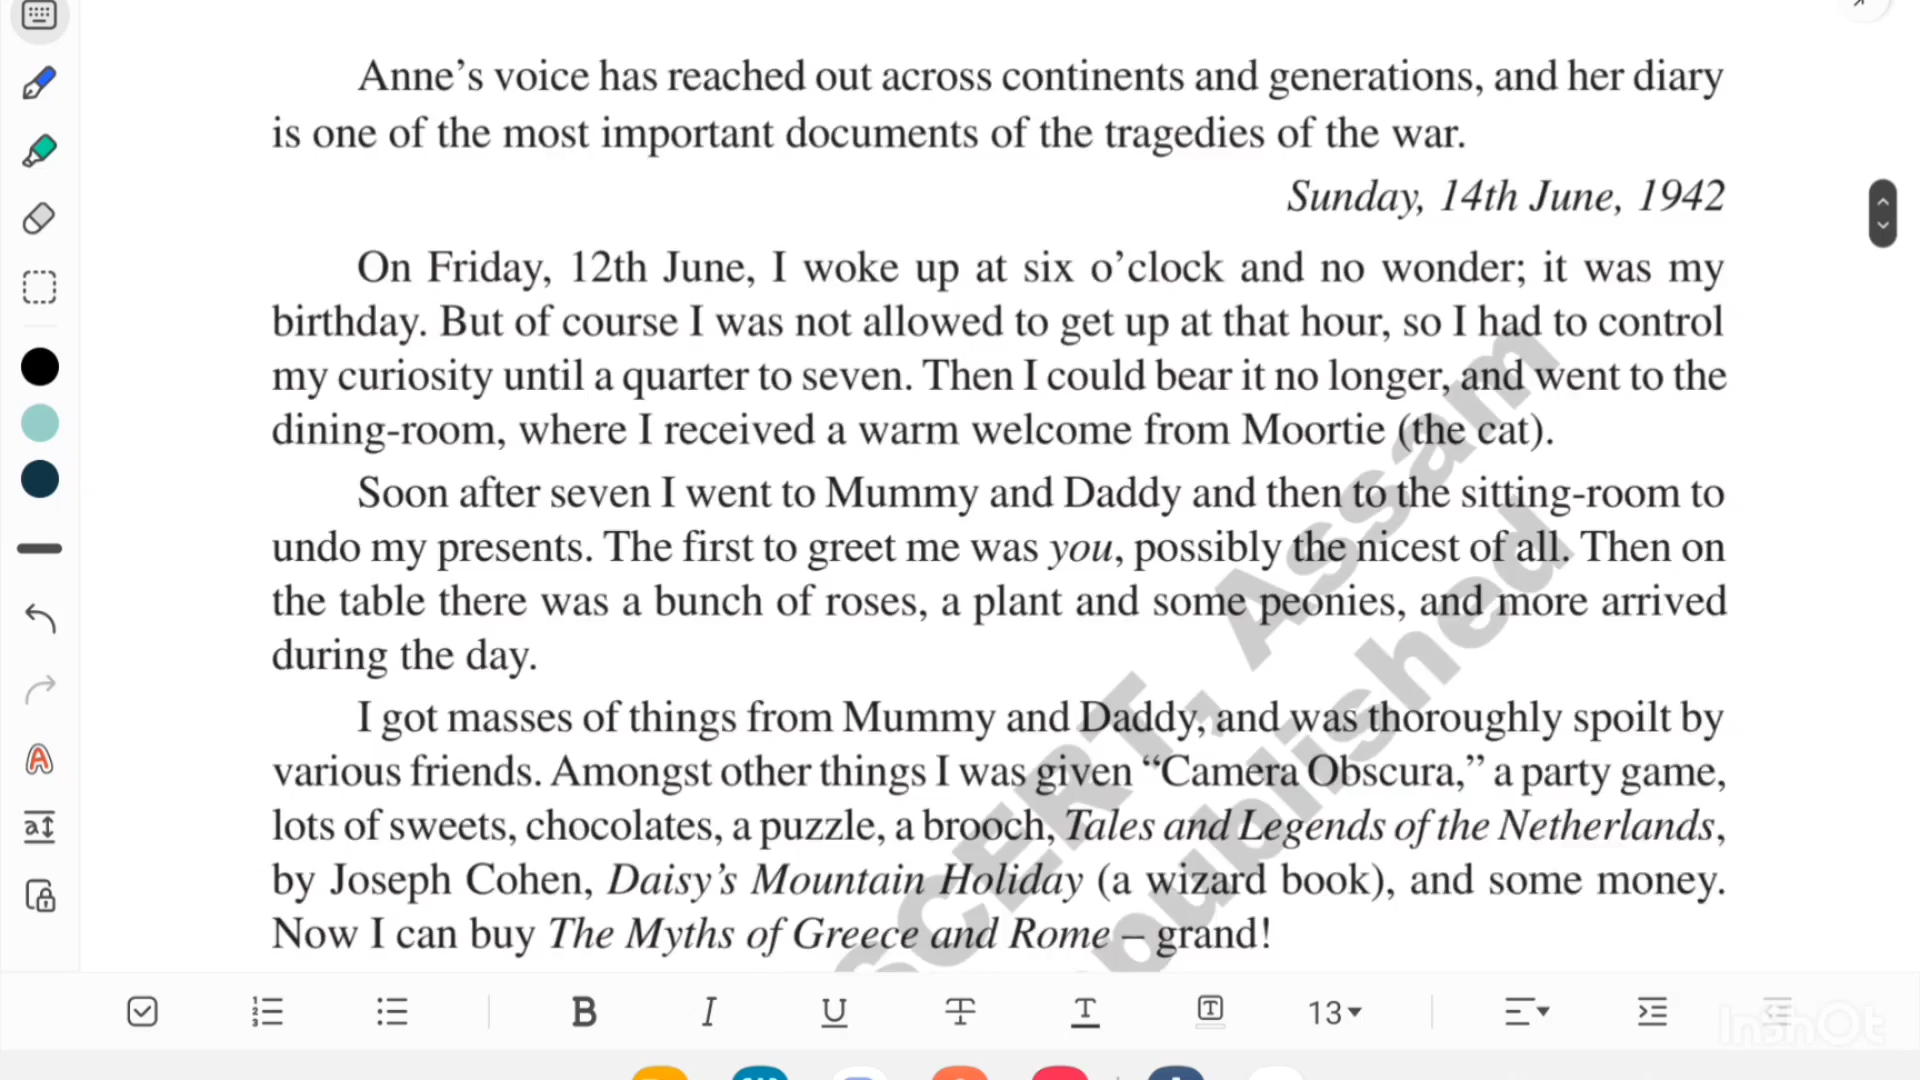 Anne’s voice has reached out across continents and generations, and her diary
is one of the most important documents of the tragedies of the war.
Sunday, 14th June, 1942
On Friday, 12th June, I woke up at six o’clock and no wonder; it was my
birthday. But of course I was not allowed to get up at that hour, so I had to control
my curiosity until a quarter to seven. Then I could bear it no longer, and went to the
dining-room, where I received a warm welcome from Moortie (the cat).
Soon after seven I went to Mummy and Daddy and then to the sitting-room to
undo my presents. The first to greet me was you, possibly the nicest of all. Then on
the table there was a bunch of roses, a plant and some peonies, and more arrived
during the day.
I got masses of things from Mummy and Daddy, and was thoroughly spoilt by
various friends. Amongst other things I was given “Camera Obscura,” a party game,
lots of sweets, chocolates, a puzzle, a brooch, Tales and Legends of the Netherlands,
by Joseph Cohen, Daisy’s Mountain Holiday (a wizard book), and some money.
Now I can buy The Myths of Greece and Rome – grand!
SCERT, Assam
published
B I U T T T 13
InShOt